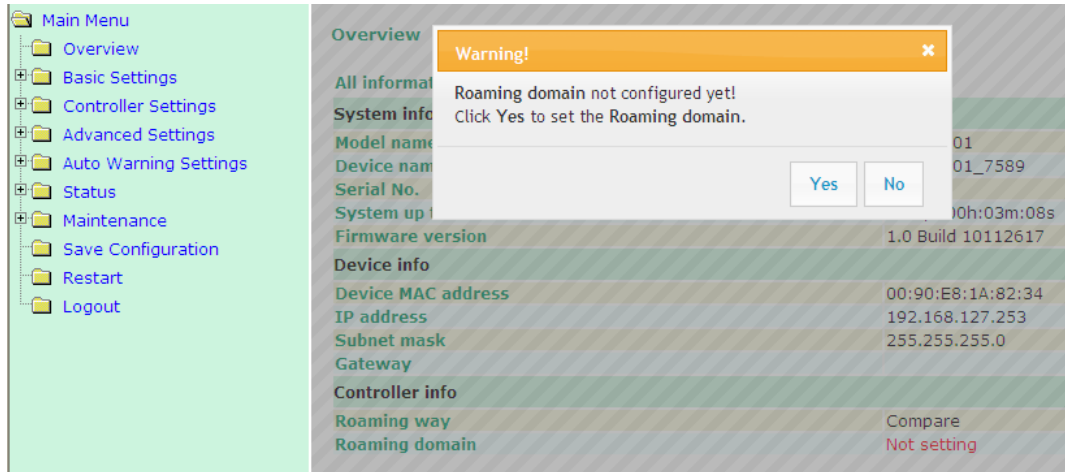 Main Menu
Overview
Basic Settings
Controller Settings
Advanced Settings
Auto Warning Settings
Status
Maintenance
Save Configuration
Restart
Logout
Overview
Warning!
Roaming domain not configured yet!
Click Yes to set the Roaming domain.
Yes No
All informat
System info
Model name 01
Device nam 01_7589
Serial No.
System up 00h:03m:08s
Firmware version 1.0 Build 10112617
Device info
Device MAC address 00:90:E8:1A:82:34
IP address 192.168.127.253
Subnet mask 255.255.255.0
Gateway
Controller info
Roaming way Compare
Roaming domain Not setting